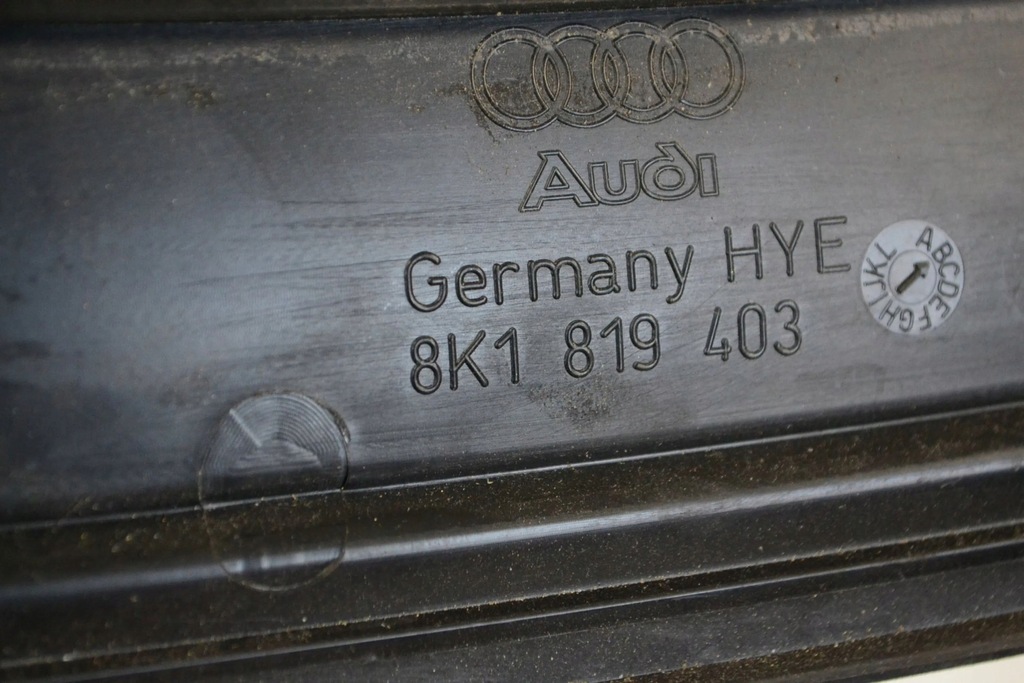 Audi
Germany HYE
8K1 819 403
ABCDEFGHIJKL